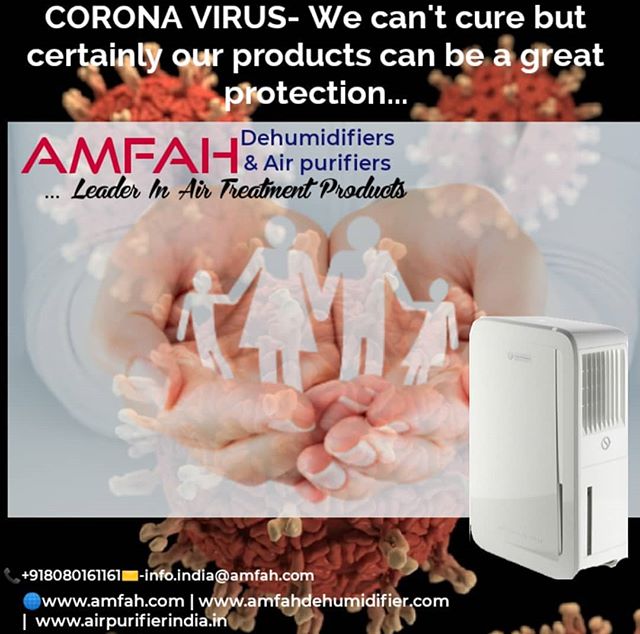 CORONA VIRUS- We can't cure but
certainly our products can be a great
protection...
AMFAH Dehumidifiers
& Air purifiers
... Leader In Air Treatment Products
📞+918080161161✉-info.india@amfah.com
🌐www.amfah.com | www.amfahdehumidifier.com
| www.airpurifierindia.in